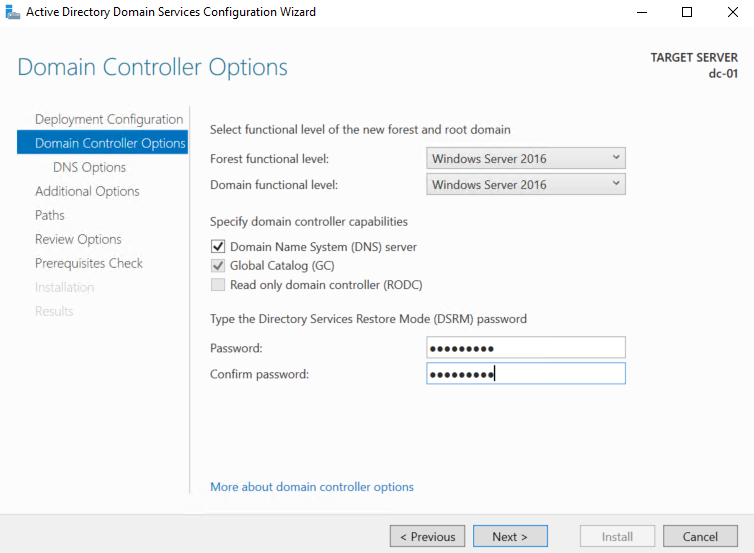 Active Directory Domain Services Configuration Wizard
Domain Controller Options
TARGET SERVER
dc-01
Deployment Configuration
Domain Controller Options
DNS Options
Additional Options
Paths
Review Options
Prerequisites Check
Installation
Results
Select functional level of the new forest and root domain
Forest functional level: Windows Server 2016
Domain functional level: Windows Server 2016
Specify domain controller capabilities
Domain Name System (DNS) server
Global Catalog (GC)
Read only domain controller (RODC)
Type the Directory Services Restore Mode (DSRM) password
Password: •••••••••
Confirm password: •••••••••
More about domain controller options
< Previous Next > Install Cancel